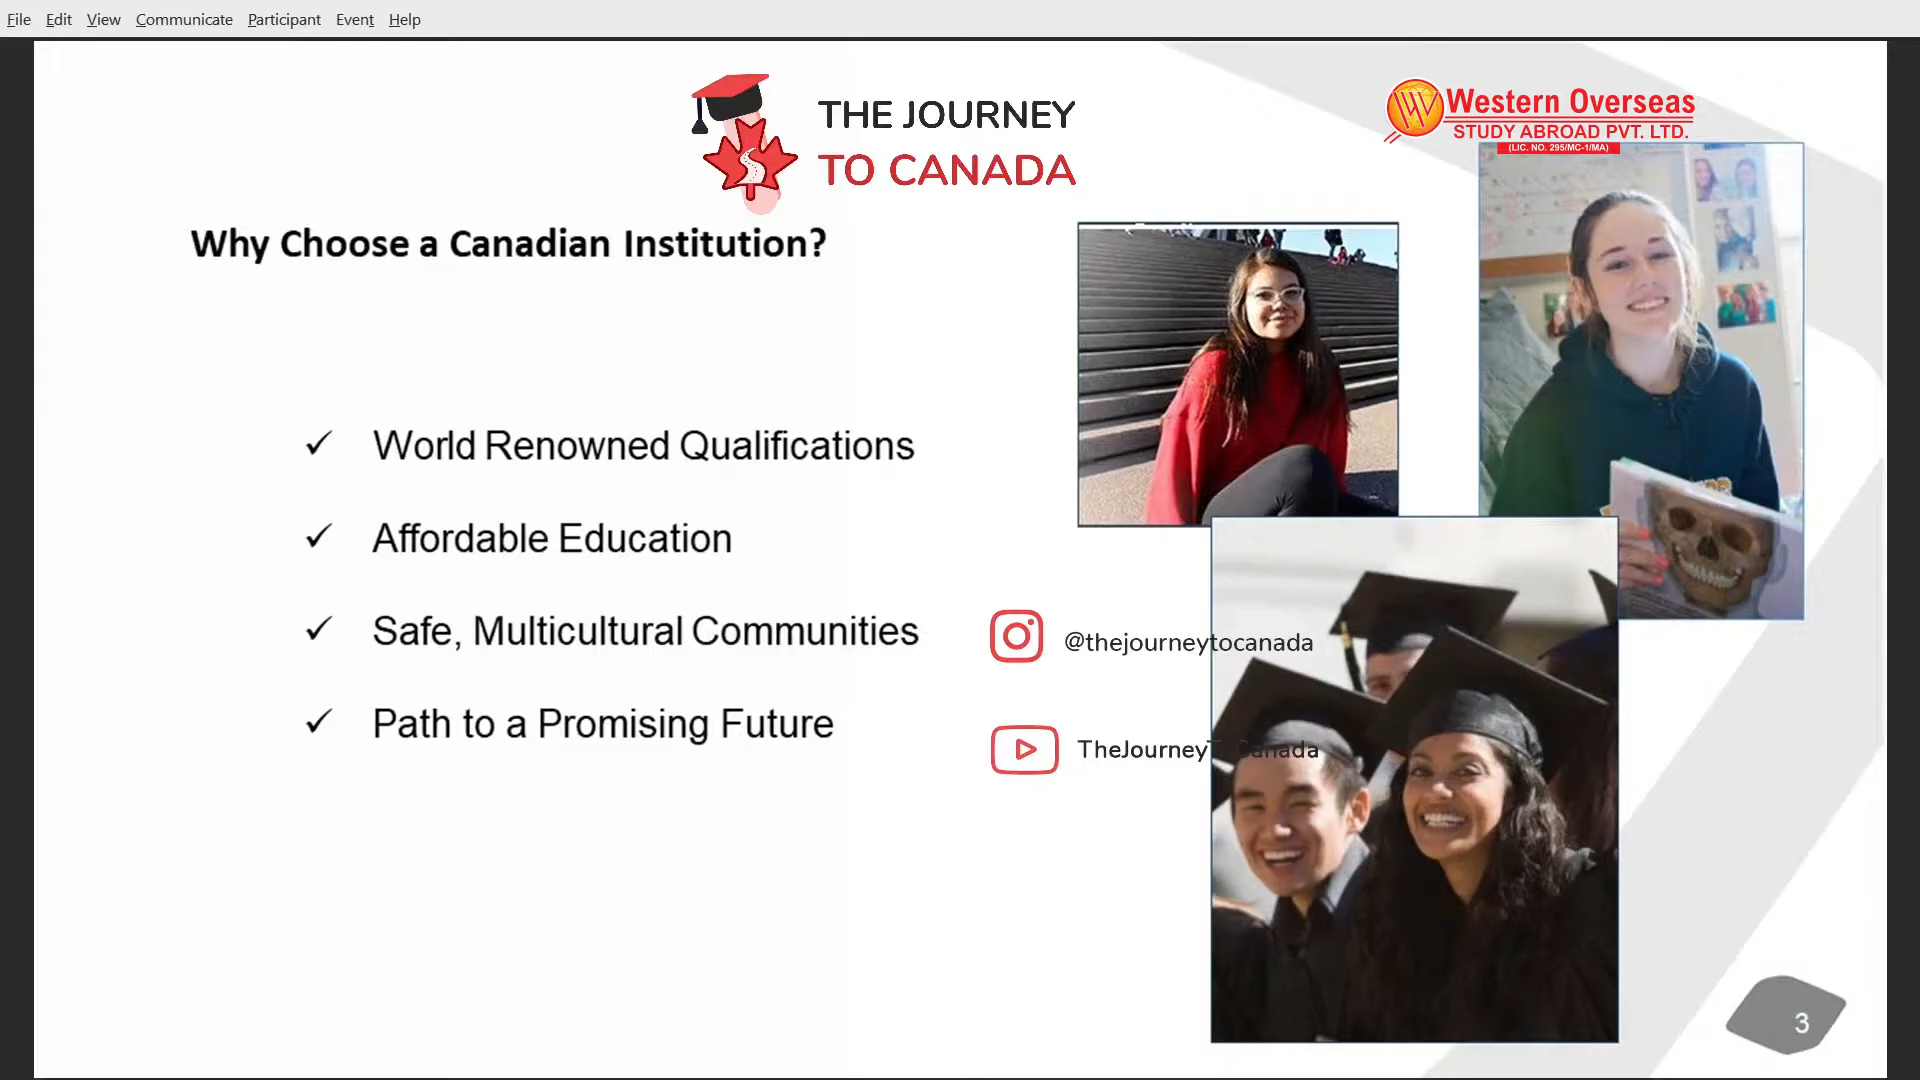 File Edit View Communicate Participant Event Help
THE JOURNEY
TO CANADA
Western Overseas
STUDY ABROAD PVT. LTD.
(LIC. NO. 295/MC-1/MA)
Why Choose a Canadian Institution?
✓ World Renowned Qualifications
✓ Affordable Education
✓ Safe, Multicultural Communities
✓ Path to a Promising Future
@thejourneytocanada
TheJourneyToCanada
3